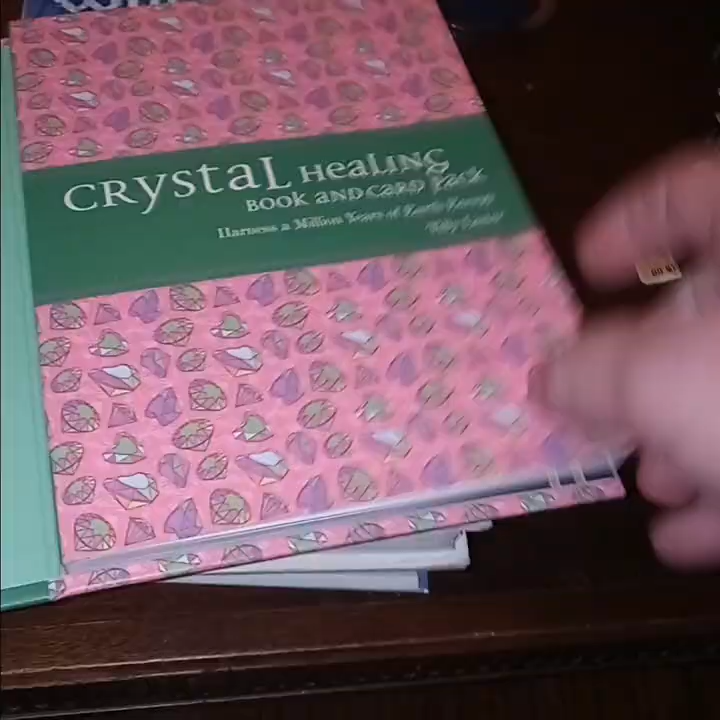 CRystaL HeaLING
BOOK AND CARD Pack
Harness a Million Years of Earth Energy